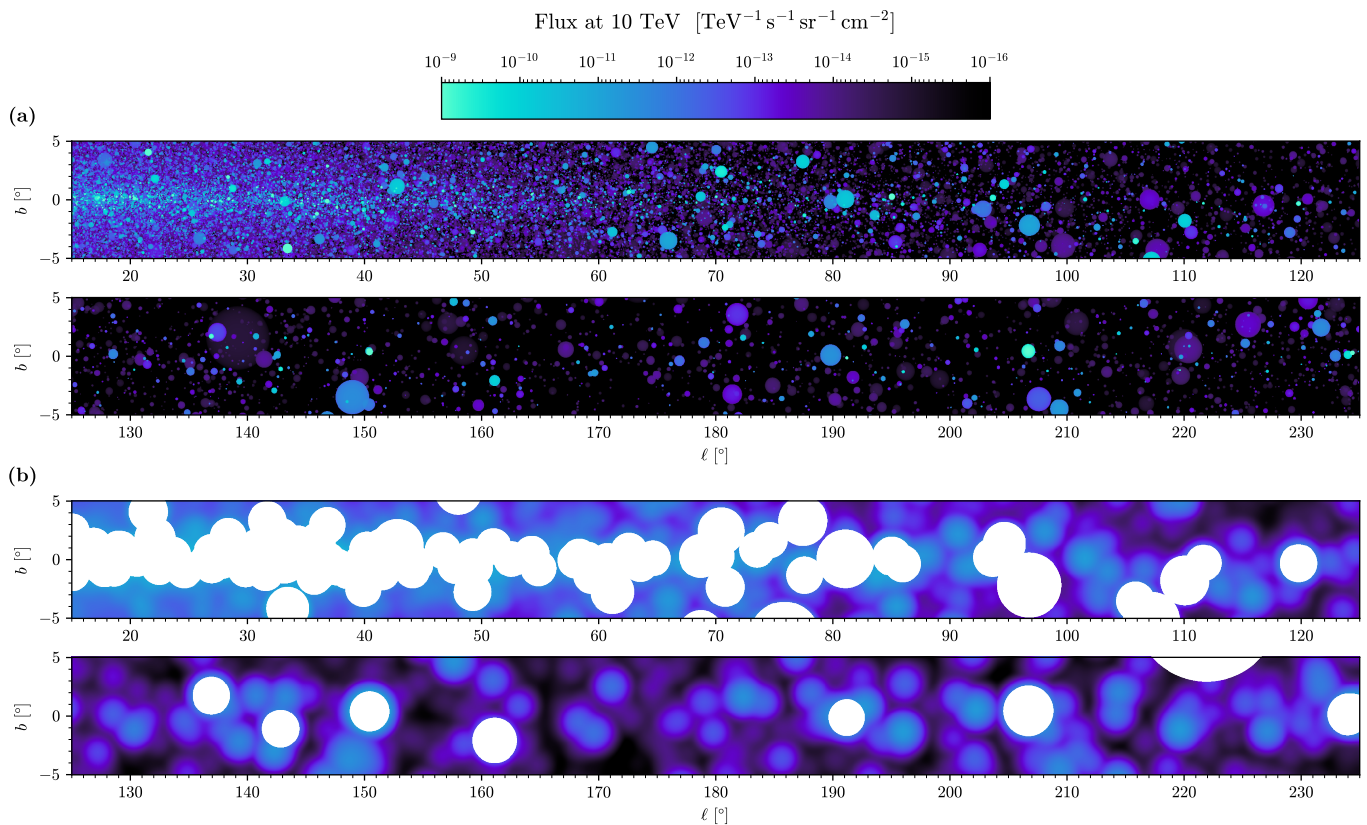 Flux at 10 TeV [TeV⁻¹ s⁻¹ sr⁻¹ cm⁻²]
10⁻⁹ 10⁻¹⁰ 10⁻¹¹ 10⁻¹² 10⁻¹³ 10⁻¹⁴ 10⁻¹⁵ 10⁻¹⁶
(a)
5
b [°]
0
−5
20 30 40 50 60 70 80 90 100 110 120
5
b [°]
0
−5
130 140 150 160 170 180 190 200 210 220 230
ℓ [°]
(b)
5
b [°]
0
−5
20 30 40 50 60 70 80 90 100 110 120
5
b [°]
0
−5
130 140 150 160 170 180 190 200 210 220 230
ℓ [°]